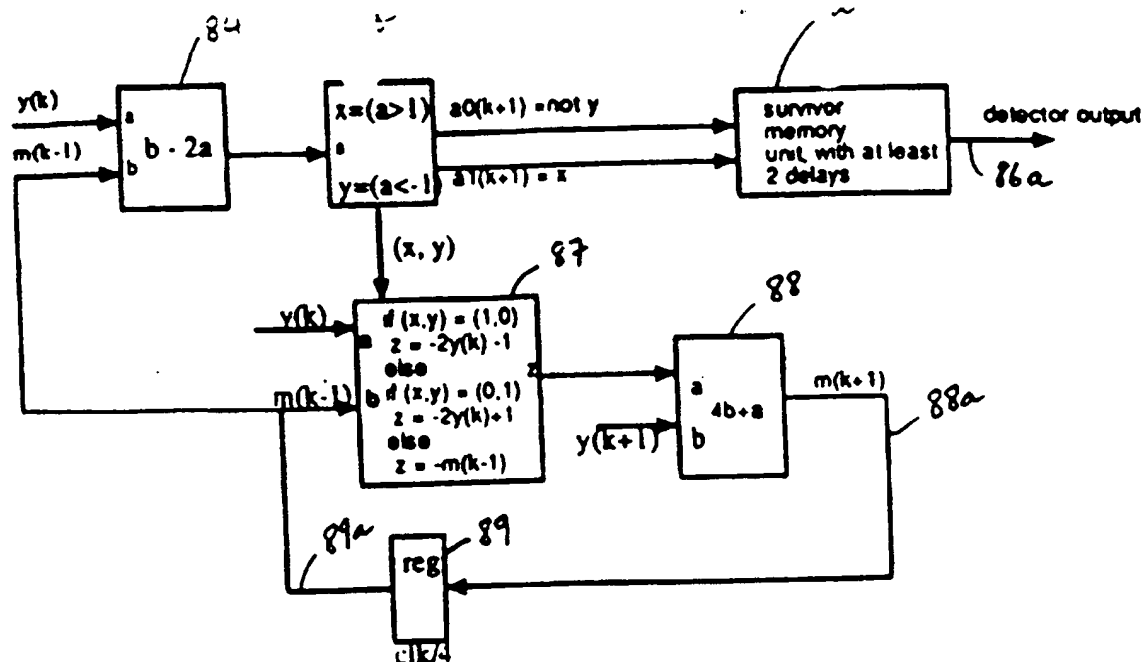 84
y(k)
a
m(k-1)
b
b - 2a
x=(a>1)
a
y=(a<-1)
a0(k+1) =not y
a1(k+1) = x
survivor
memory
unit, with at least
2 delays
detector output
86a
(x, y)
87
y(k)
a
m(k-1)
b
if (x,y) = (1,0)
z = -2y(k)-1
else
if (x,y) = (0,1)
z = -2y(k)+1
else
z = -m(k-1)
z
88
a
4b+a
b
y(k+1)
m(k+1)
88a
89a
89
reg
clk/4